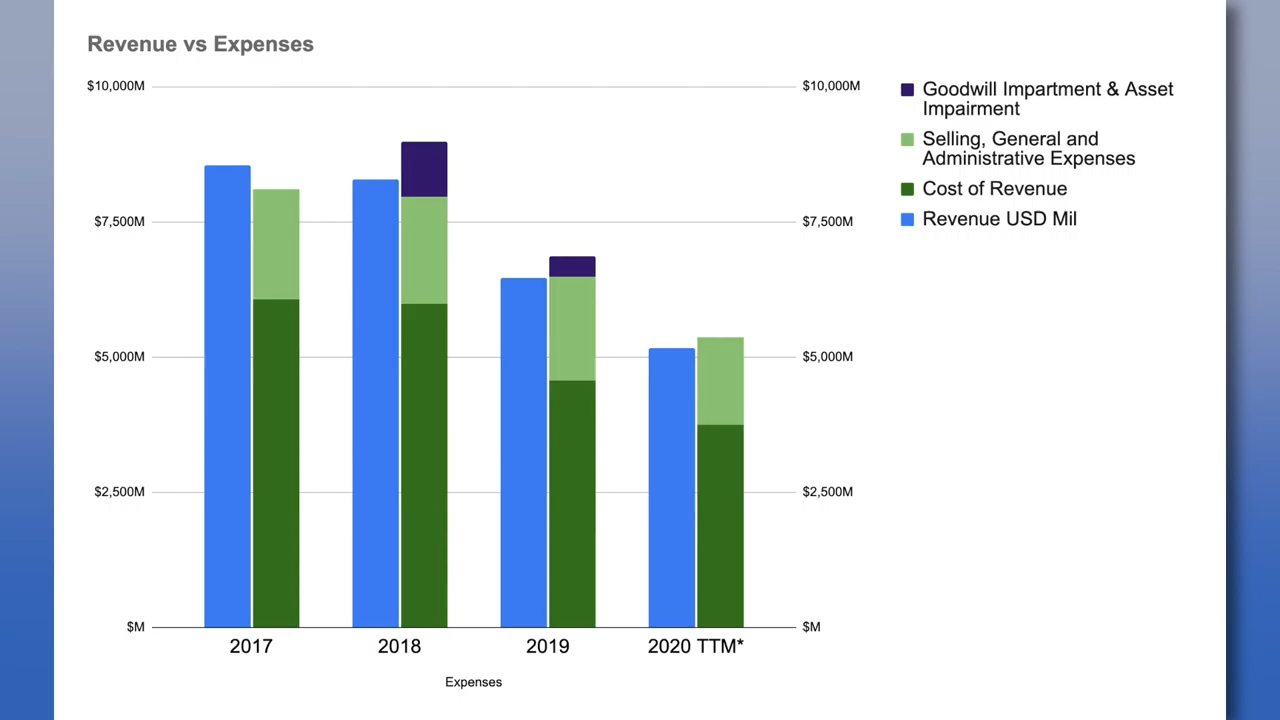 Revenue vs Expenses
$10,000M
$10,000M
Goodwill Impartment & Asset
Impairment
Selling, General and
Administrative Expenses
Cost of Revenue
Revenue USD Mil
$7,500M
$7,500M
$5,000M
$5,000M
$2,500M
$2,500M
$M
$M
2017
2018
2019
2020 TTM*
Expenses